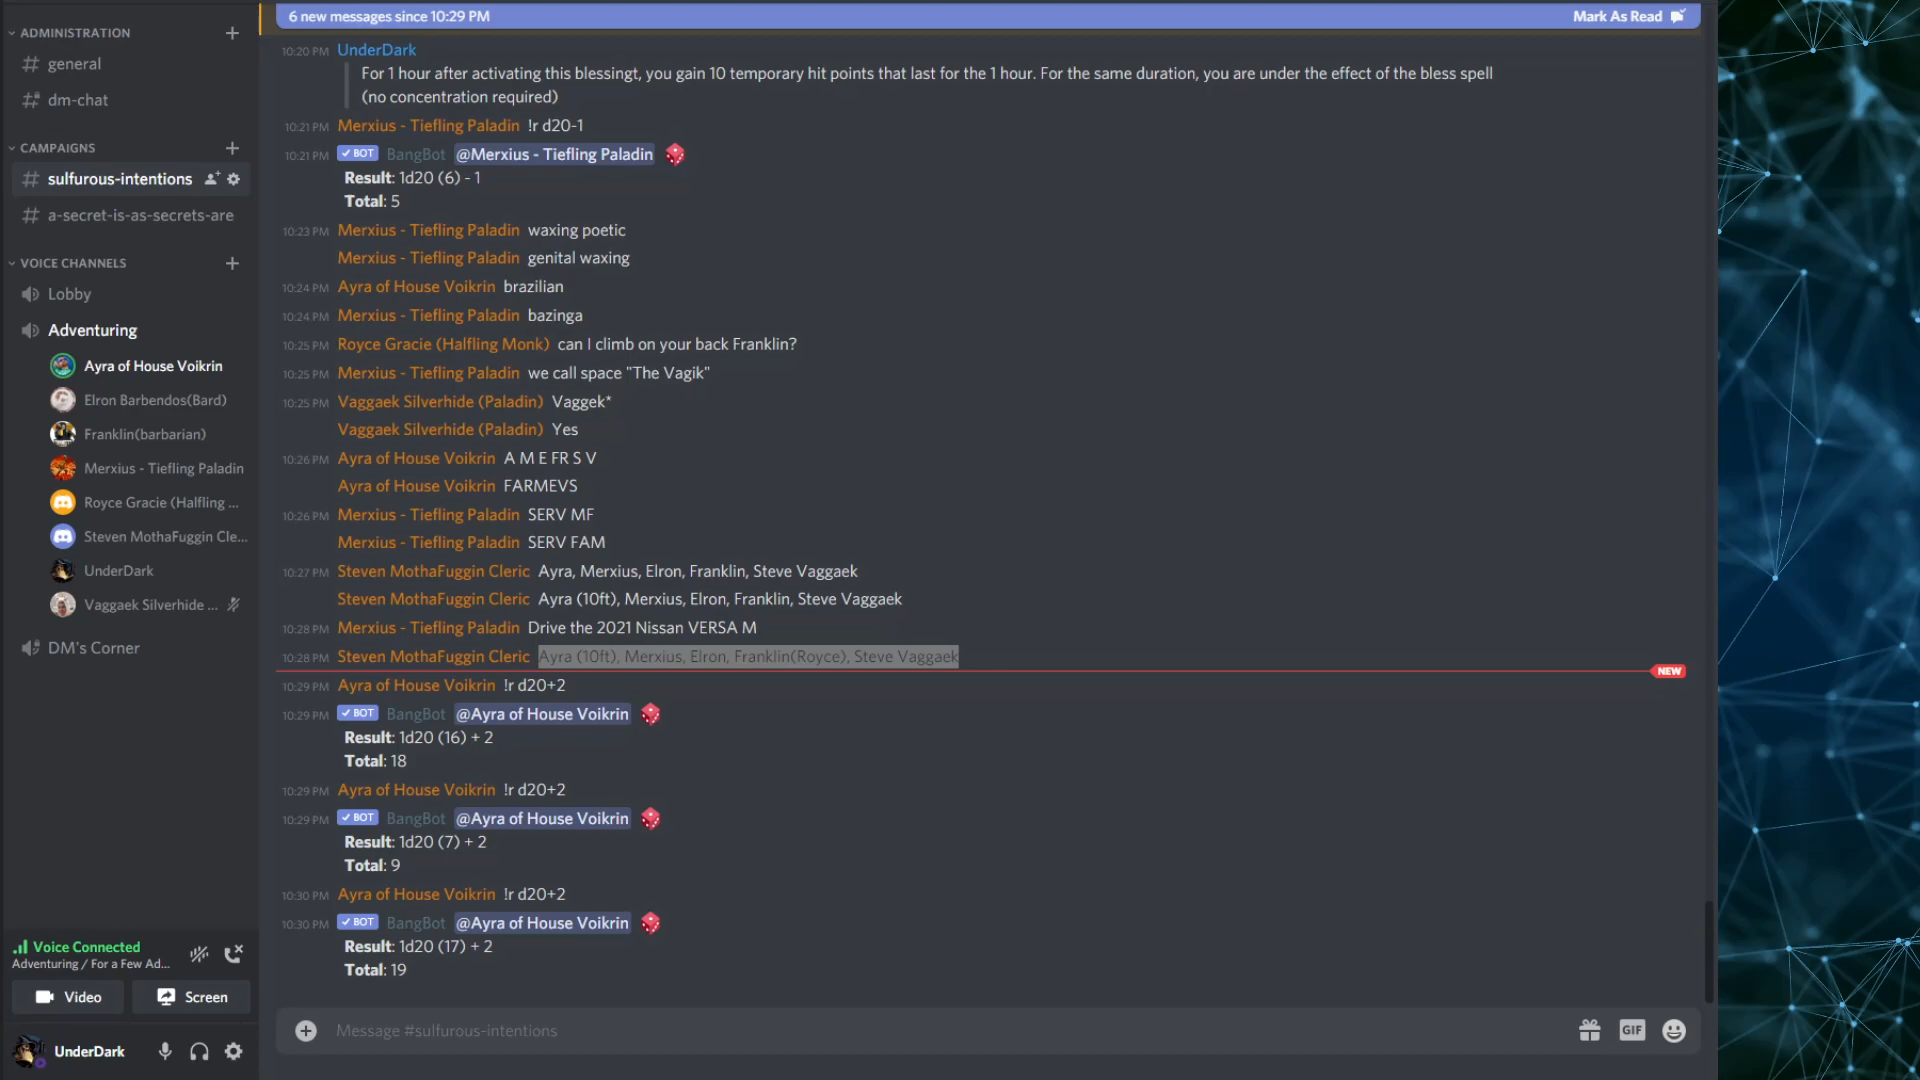 ADMINISTRATION
general
dm-chat
CAMPAIGNS
sulfurous-intentions
a-secret-is-as-secrets-are
VOICE CHANNELS
Lobby
Adventuring
Ayra of House Voikrin
Elron Barbendos(Bard)
Franklin(barbarian)
Merxius - Tiefling Paladin
Royce Gracie (Halfling ...
Steven MothaFuggin Cle...
UnderDark
Vaggaek Silverhide ...
DM's Corner
Voice Connected
Adventuring / For a Few Ad...
Video Screen
UnderDark
6 new messages since 10:29 PM Mark As Read
10:20 PM UnderDark
For 1 hour after activating this blessingt, you gain 10 temporary hit points that last for the 1 hour. For the same duration, you are under the effect of the bless spell
(no concentration required)
10:21 PM Merxius - Tiefling Paladin !r d20-1
10:21 PM BOT BangBot @Merxius - Tiefling Paladin
Result: 1d20 (6) - 1
Total: 5
10:23 PM Merxius - Tiefling Paladin waxing poetic
Merxius - Tiefling Paladin genital waxing
10:24 PM Ayra of House Voikrin brazilian
10:24 PM Merxius - Tiefling Paladin bazinga
10:25 PM Royce Gracie (Halfling Monk) can I climb on your back Franklin?
10:25 PM Merxius - Tiefling Paladin we call space "The Vagik"
10:25 PM Vaggaek Silverhide (Paladin) Vaggek*
Vaggaek Silverhide (Paladin) Yes
10:26 PM Ayra of House Voikrin A M E FR S V
Ayra of House Voikrin FARMEVS
10:26 PM Merxius - Tiefling Paladin SERV MF
Merxius - Tiefling Paladin SERV FAM
10:27 PM Steven MothaFuggin Cleric Ayra, Merxius, Elron, Franklin, Steve Vaggaek
Steven MothaFuggin Cleric Ayra (10ft), Merxius, Elron, Franklin, Steve Vaggaek
10:28 PM Merxius - Tiefling Paladin Drive the 2021 Nissan VERSA M
10:28 PM Steven MothaFuggin Cleric Ayra (10ft), Merxius, Elron, Franklin(Royce), Steve Vaggaek
NEW
10:29 PM Ayra of House Voikrin !r d20+2
10:29 PM BOT BangBot @Ayra of House Voikrin
Result: 1d20 (16) + 2
Total: 18
10:29 PM Ayra of House Voikrin !r d20+2
10:29 PM BOT BangBot @Ayra of House Voikrin
Result: 1d20 (7) + 2
Total: 9
10:30 PM Ayra of House Voikrin !r d20+2
10:30 PM BOT BangBot @Ayra of House Voikrin
Result: 1d20 (17) + 2
Total: 19
Message #sulfurous-intentions
GIF